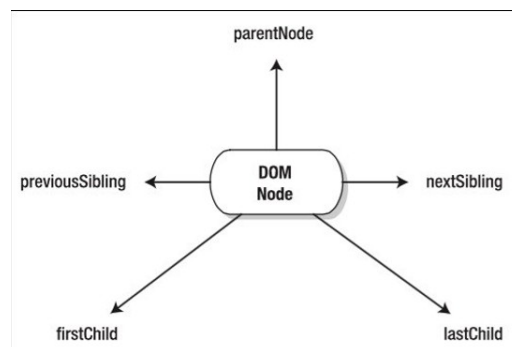 parentNode
DOM
Node
previousSibling
nextSibling
firstChild
lastChild